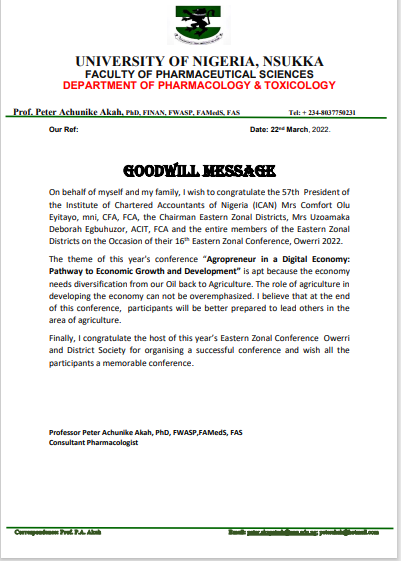 UNIVERSITY OF NIGERIA, NSUKKA
FACULTY OF PHARMACEUTICAL SCIENCES
DEPARTMENT OF PHARMACOLOGY & TOXICOLOGY
Prof. Peter Achunike Akah, PhD, FINAN, FWASP, FAMedS, FAS Tel: + 234-8037750231
Our Ref: Date: 22nd March, 2022.
GOODWILL MESSAGE
On behalf of myself and my family, I wish to congratulate the 57th President of
the Institute of Chartered Accountants of Nigeria (ICAN) Mrs Comfort Olu
Eyitayo, mni, CFA, FCA, the Chairman Eastern Zonal Districts, Mrs Uzoamaka
Deborah Egbuhuzor, ACIT, FCA and the entire members of the Eastern Zonal
Districts on the Occasion of their 16th Eastern Zonal Conference, Owerri 2022.
The theme of this year's conference "Agropreneur in a Digital Economy:
Pathway to Economic Growth and Development" is apt because the economy
needs diversification from our Oil back to Agriculture. The role of agriculture
in developing the economy can not be overemphasized. I believe that at the end
of this conference, participants will be better prepared to lead others in the
area of agriculture.
Finally, I congratulate the host of this year's Eastern Zonal Conference Owerri
and District Society for organising a successful conference and wish all the
participants a memorable conference.
Professor Peter Achunike Akah, PhD, FWASP,FAMedS, FAS
Consultant Pharmacologist
Correspondence: Prof. P.A. Akah Email: